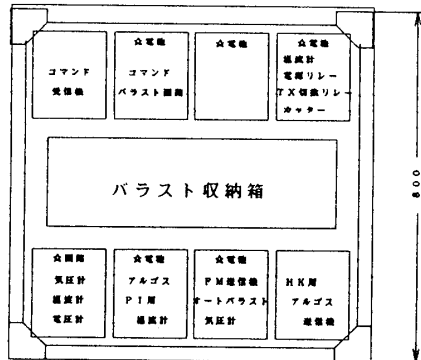 コマンド
受信機
☆電池
コマンド
バラスト回路
☆電池
☆電池
温度計
電源リレー
TX切換リレー
カッター
800
バラスト収納箱
☆回路
気圧計
温度計
電圧計
☆電池
アルゴス
PI用
温度計
☆電池
FM送信機
オートバラスト
気圧計
HK用
アルゴス
送信機